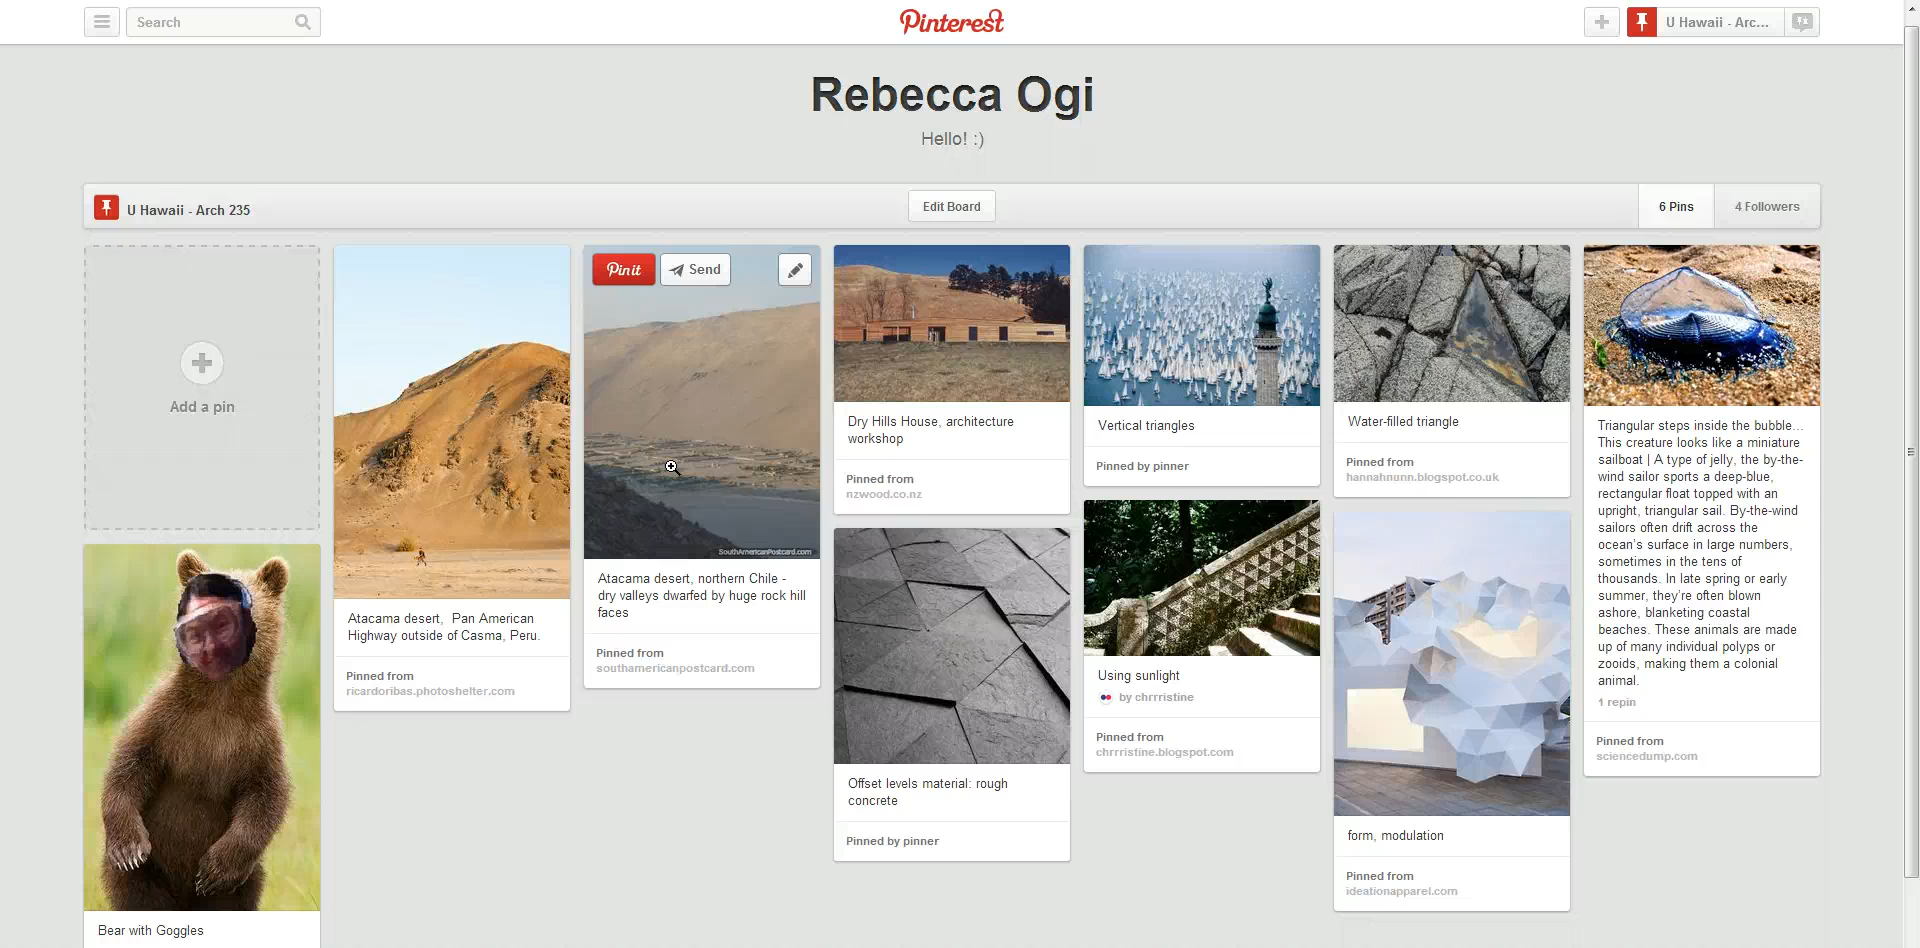 Search
Pinterest
U Hawaii - Arc...
Rebecca Ogi
Hello! :)
U Hawaii - Arch 235
Edit Board
6 Pins
4 Followers
Add a pin
Bear with Goggles
Atacama desert,  Pan American
Highway outside of Casma, Peru.
Pinned from
ricardoribas.photoshelter.com
Pin it
Send
SouthAmericanPostcard.com
Atacama desert, northern Chile -
dry valleys dwarfed by huge rock hill
faces
Pinned from
southamericanpostcard.com
Dry Hills House, architecture
workshop
Pinned from
nzwood.co.nz
Offset levels material: rough
concrete
Pinned by pinner
Vertical triangles
Pinned by pinner
Using sunlight
by chrrristine
Pinned from
chrrristine.blogspot.com
Water-filled triangle
Pinned from
hannahnunn.blogspot.co.uk
form, modulation
Pinned from
ideationapparel.com
Triangular steps inside the bubble...
This creature looks like a miniature
sailboat | A type of jelly, the by-the-
wind sailor sports a deep-blue,
rectangular float topped with an
upright, triangular sail. By-the-wind
sailors often drift across the
ocean's surface in large numbers,
sometimes in the tens of
thousands. In late spring or early
summer, they're often blown
ashore, blanketing coastal
beaches. These animals are made
up of many individual polyps or
zooids, making them a colonial
animal.
1 repin
Pinned from
sciencedump.com